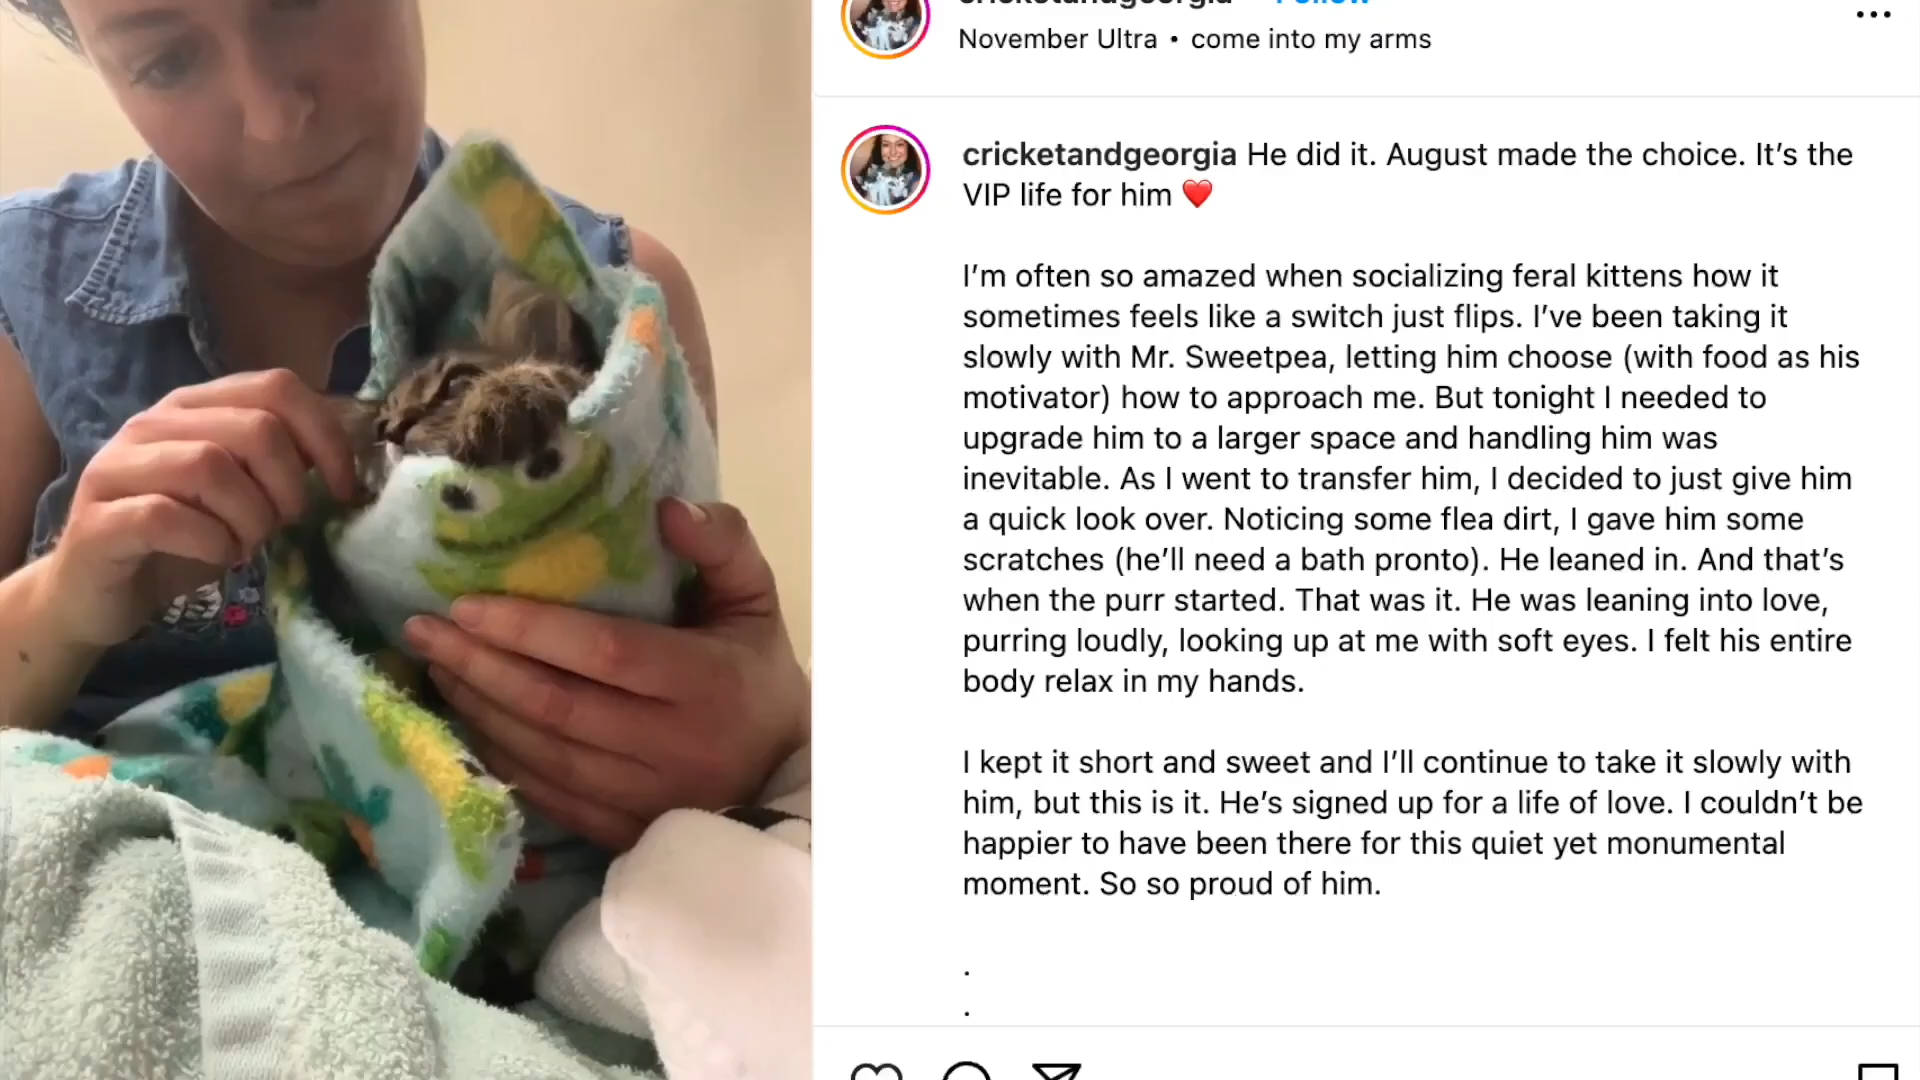 cricketandgeorgia • Follow
November Ultra • come into my arms
cricketandgeorgia He did it. August made the choice. It’s the
VIP life for him ❤️
I’m often so amazed when socializing feral kittens how it
sometimes feels like a switch just flips. I’ve been taking it
slowly with Mr. Sweetpea, letting him choose (with food as his
motivator) how to approach me. But tonight I needed to
upgrade him to a larger space and handling him was
inevitable. As I went to transfer him, I decided to just give him
a quick look over. Noticing some flea dirt, I gave him some
scratches (he’ll need a bath pronto). He leaned in. And that’s
when the purr started. That was it. He was leaning into love,
purring loudly, looking up at me with soft eyes. I felt his entire
body relax in my hands.
I kept it short and sweet and I’ll continue to take it slowly with
him, but this is it. He’s signed up for a life of love. I couldn’t be
happier to have been there for this quiet yet monumental
moment. So so proud of him.
.
.